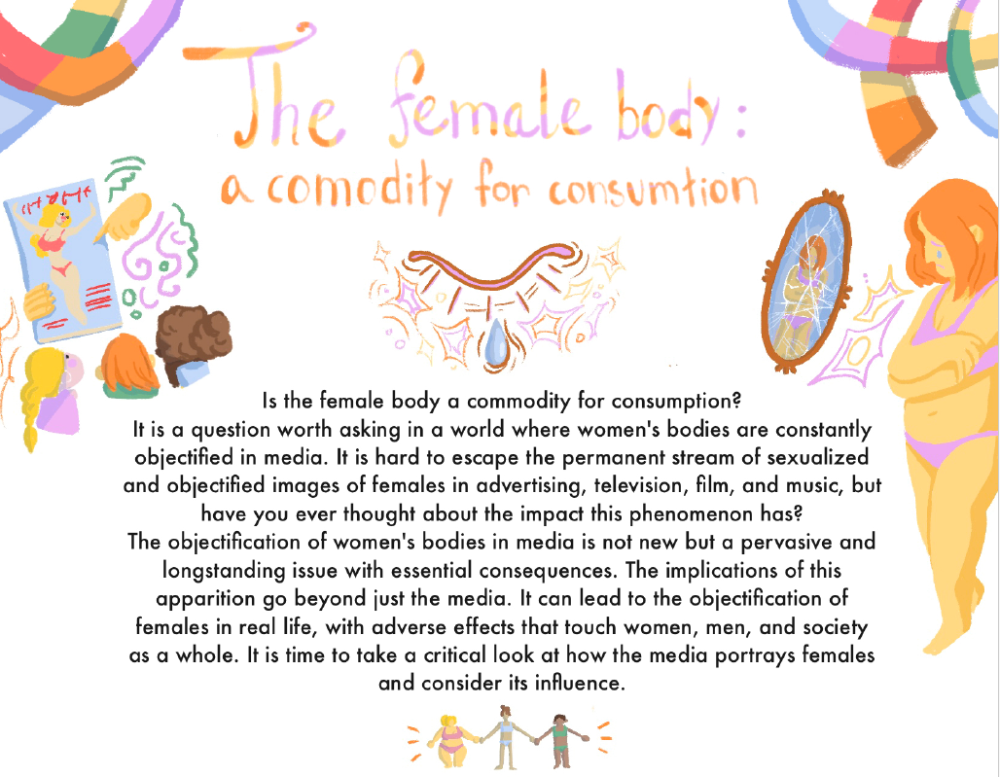 The female body:
a comodity for consumtion
Is the female body a commodity for consumption?
It is a question worth asking in a world where women's bodies are constantly
objectified in media. It is hard to escape the permanent stream of sexualized
and objectified images of females in advertising, television, film, and music, but
have you ever thought about the impact this phenomenon has?
The objectification of women's bodies in media is not new but a pervasive and
longstanding issue with essential consequences. The implications of this
apparition go beyond just the media. It can lead to the objectification of
females in real life, with adverse effects that touch women, men, and society
as a whole. It is time to take a critical look at how the media portrays females
and consider its influence.